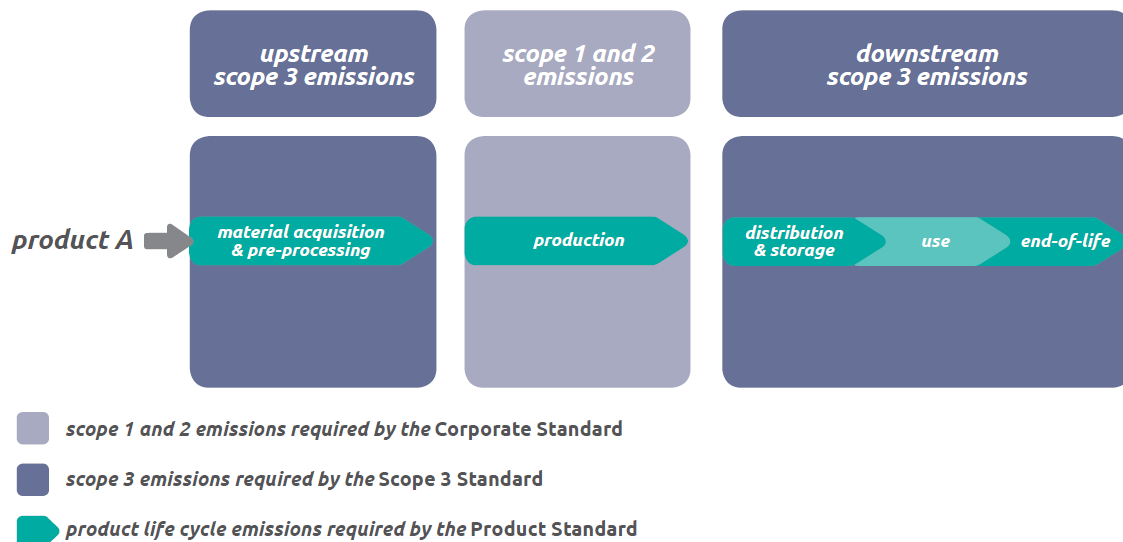 upstream
scope 3 emissions
scope 1 and 2
emissions
downstream
scope 3 emissions
product A
material acquisition
& pre-processing
production
distribution
& storage
use
end-of-life
scope 1 and 2 emissions required by the Corporate Standard
scope 3 emissions required by the Scope 3 Standard
product life cycle emissions required by the Product Standard